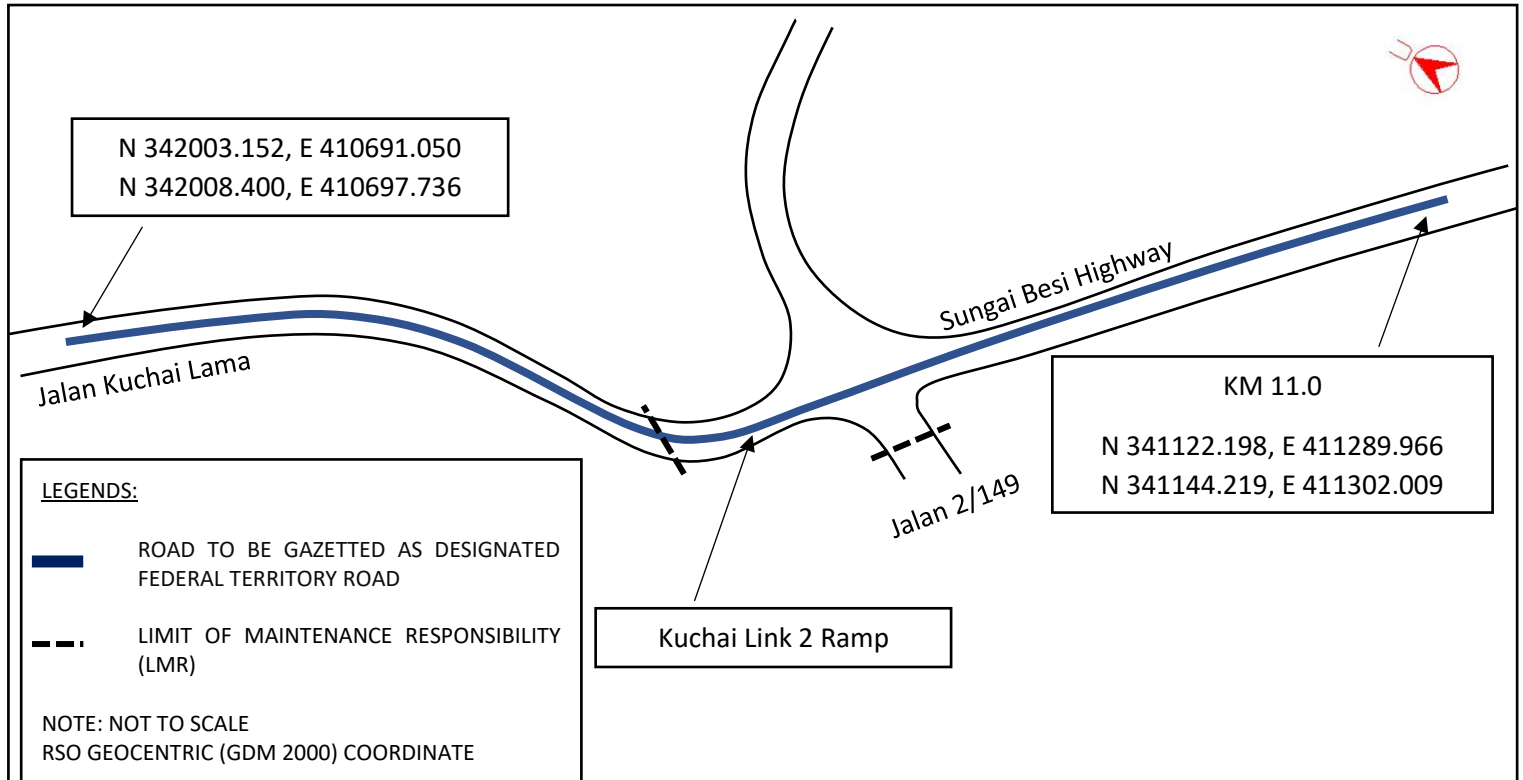 N 342003.152, E 410691.050
N 342008.400, E 410697.736
Sungai Besi Highway
Jalan Kuchai Lama
KM 11.0
N 341122.198, E 411289.966
N 341144.219, E 411302.009
Jalan 2/149
Kuchai Link 2 Ramp
LEGENDS:
ROAD TO BE GAZETTED AS DESIGNATED
FEDERAL TERRITORY ROAD
LIMIT OF MAINTENANCE RESPONSIBILITY
(LMR)
NOTE: NOT TO SCALE
RSO GEOCENTRIC (GDM 2000) COORDINATE